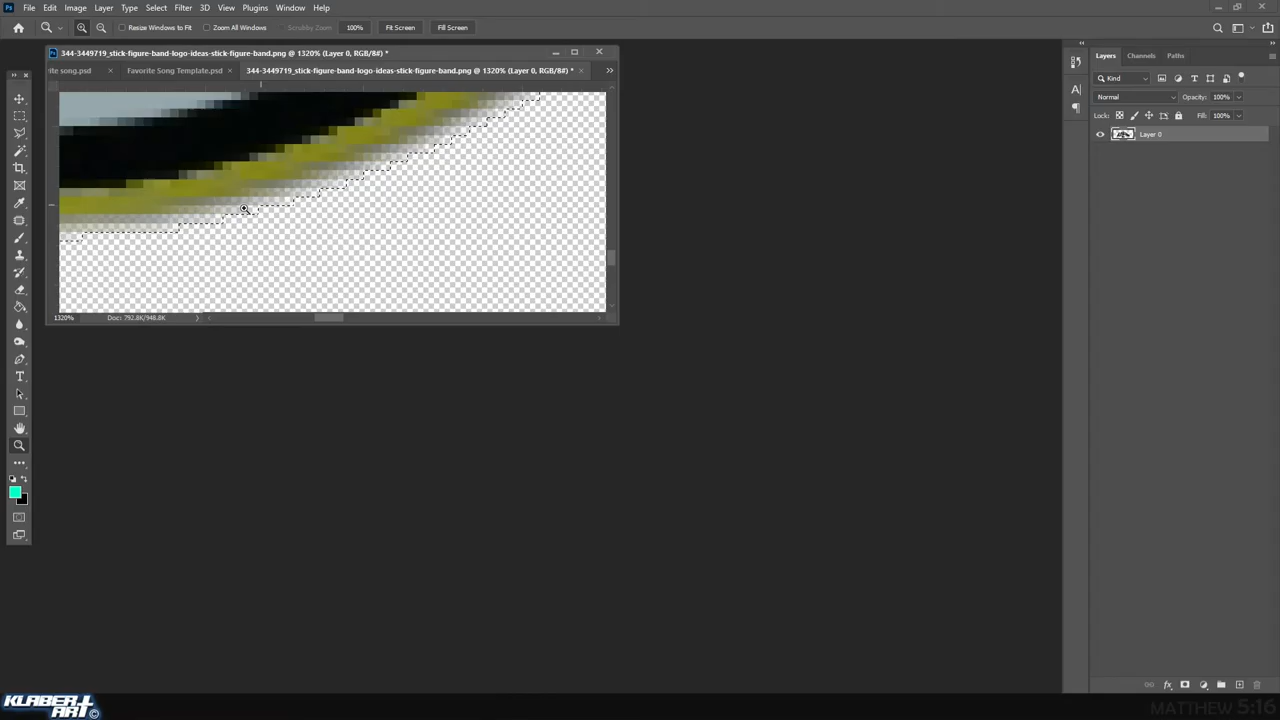 Ps File Edit Image Layer Type Select Filter 3D View Plugins Window Help
Resize Windows to Fit Zoom All Windows Scrubby Zoom 100% Fit Screen Fill Screen
344-3449719_stick-figure-band-logo-ideas-stick-figure-band.png @ 1320% (Layer 0, RGB/8#) *
ite song.psd × Favorite Song Template.psd × 344-3449719_stick-figure-band-logo-ideas-stick-figure-band.png @ 1320% (Layer 0, RGB/8#) * ×
Layers Channels Paths
Kind
Normal Opacity: 100%
Lock: Fill: 100%
Layer 0
1320% Doc: 792.8K/948.8K
fx
KLABER ART ©
MATTHEW 5:16